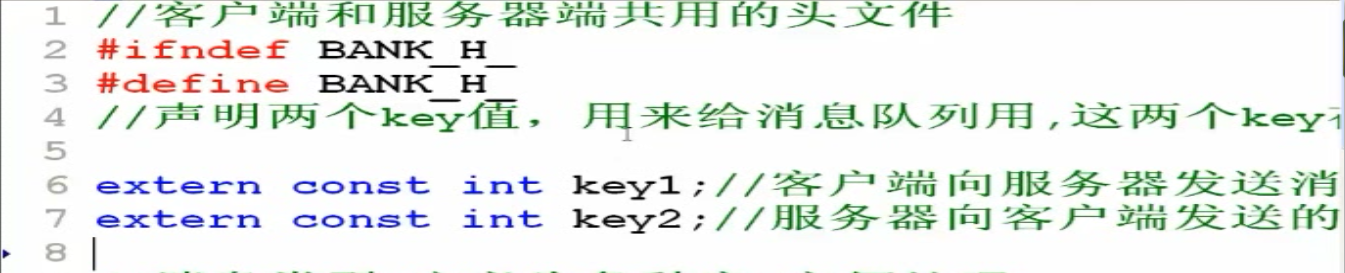 1 //客户端和服务器端共用的头文件
2 #ifndef BANK_H_
3 #define BANK_H_
4 //声明两个key值，用来给消息队列用,这两个key
5
6 extern const int key1;//客户端向服务器发送消
7 extern const int key2;//服务器向客户端发送的
8